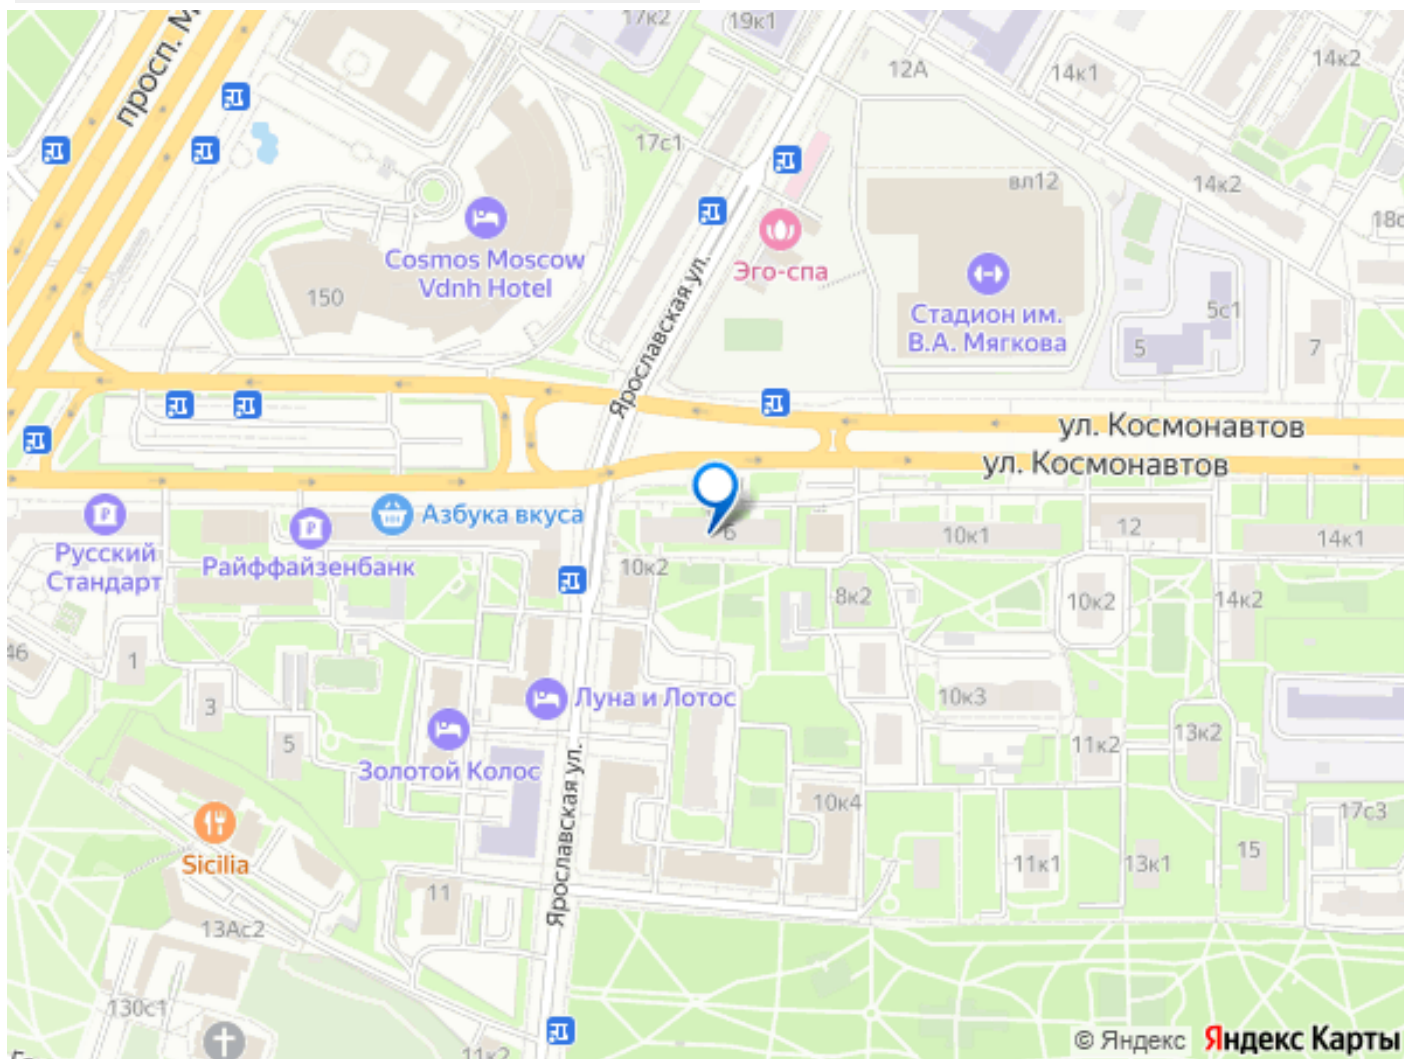 17к2
19к1
просп. М
12А
14к1
14к2
17с1
вл12
14к2
18с
Cosmos Moscow
Vdnh Hotel
Эго-спа
150
Стадион им.
В.А. Мягкова
5с1
5
7
Ярославская ул.
ул. Космонавтов
ул. Космонавтов
Азбука вкуса
Русский
Стандарт
Райффайзенбанк
6
10к1
12
14к1
10к2
8к2
10к2
14к2
46
1
3
5
Луна и Лотос
10к3
Золотой Колос
11к2
13к2
Ярославская ул.
10к4
17с3
Sicilia
11к1
13к1
15
11
13Ас2
130с1
11к2
© Яндекс
Яндекс Карты